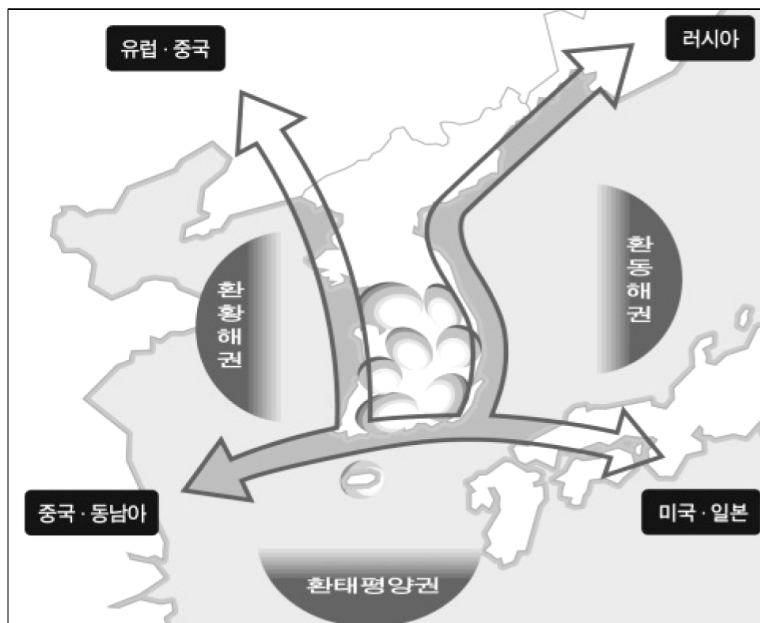 유럽 · 중국
러시아
환황해권
환동해권
중국 · 동남아
미국 · 일본
환태평양권